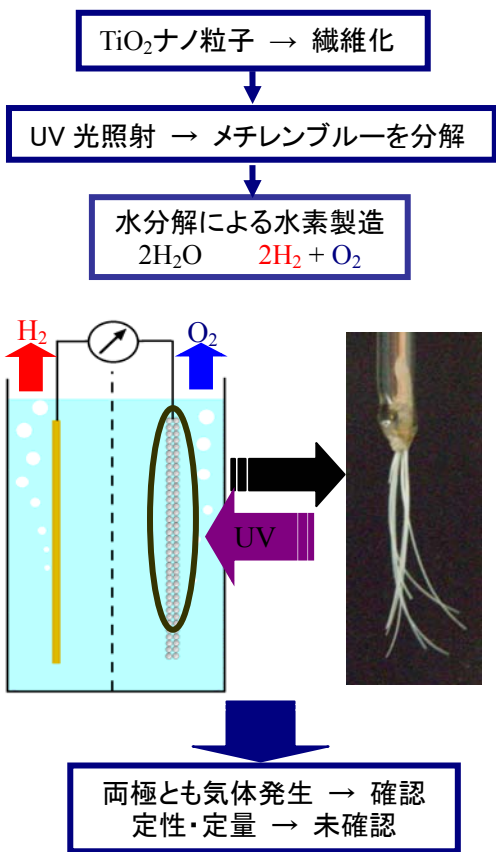 TiO₂ナノ粒子 → 繊維化
UV 光照射 → メチレンブルーを分解
水分解による水素製造
2H₂O 2H₂ + O₂
H₂
O₂
UV
両極とも気体発生 → 確認
定性・定量 → 未確認